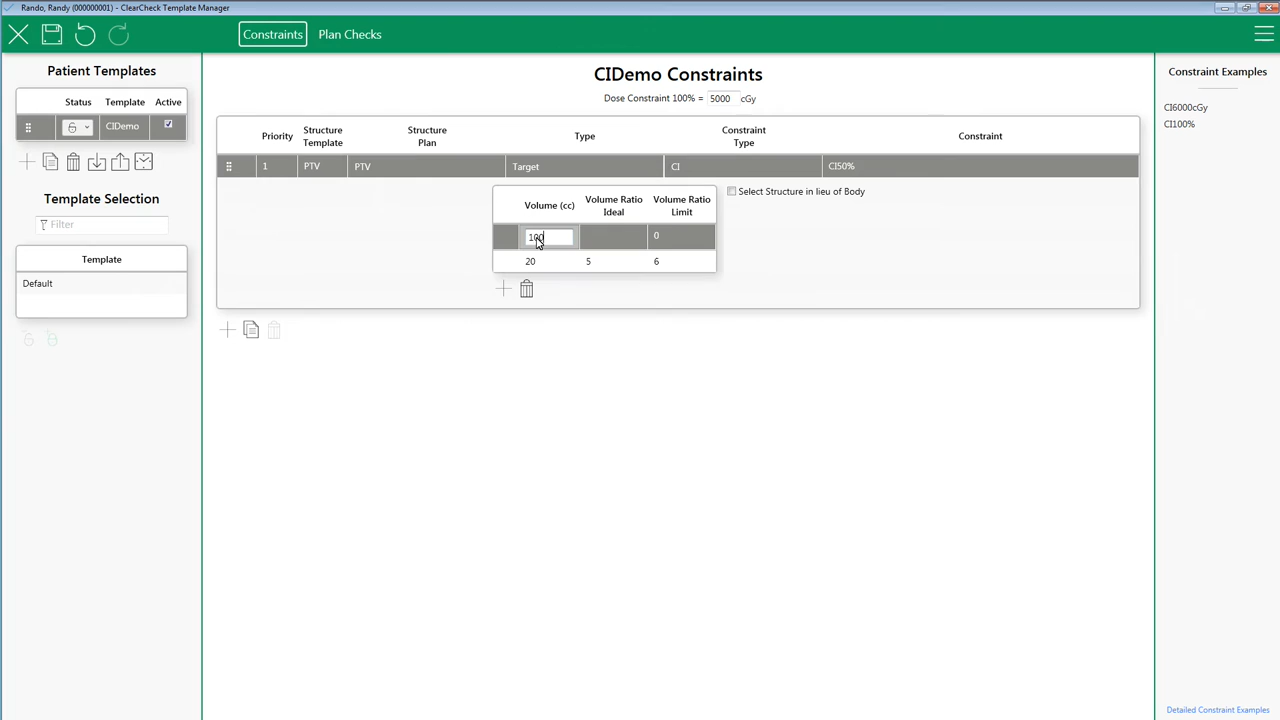 Rando, Randy (000000001) - ClearCheck Template Manager
Constraints
Plan Checks
Patient Templates
Status
Template
Active
CIDemo
Template Selection
Filter
Template
Default
CIDemo Constraints
Dose Constraint 100% = 5000 cGy
Priority
Structure
Template
Structure
Plan
Type
Constraint
Type
Constraint
1
PTV
PTV
Target
CI
CI50%
Volume (cc)
Volume Ratio
Ideal
Volume Ratio
Limit
100
0
20
5
6
Select Structure in lieu of Body
Constraint Examples
CI6000cGy
CI100%
Detailed Constraint Examples